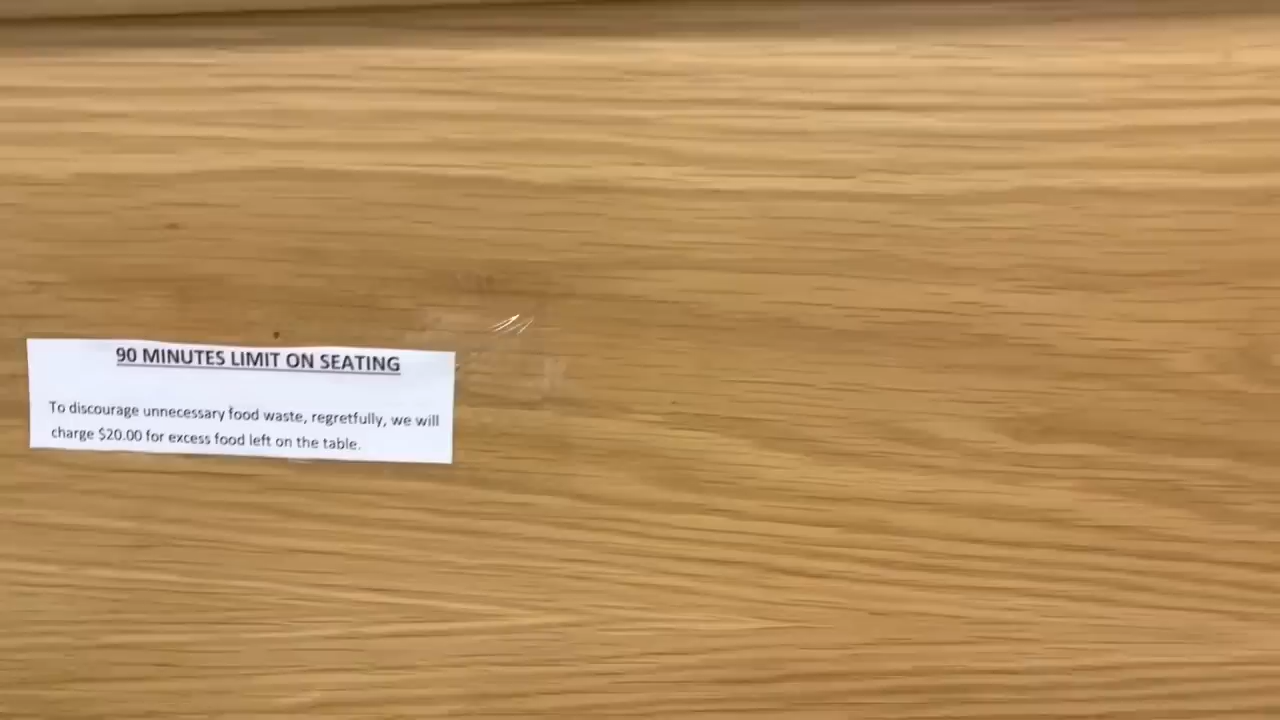 90 MINUTES LIMIT ON SEATING
To discourage unnecessary food waste, regretfully, we will
charge $20.00 for excess food left on the table.